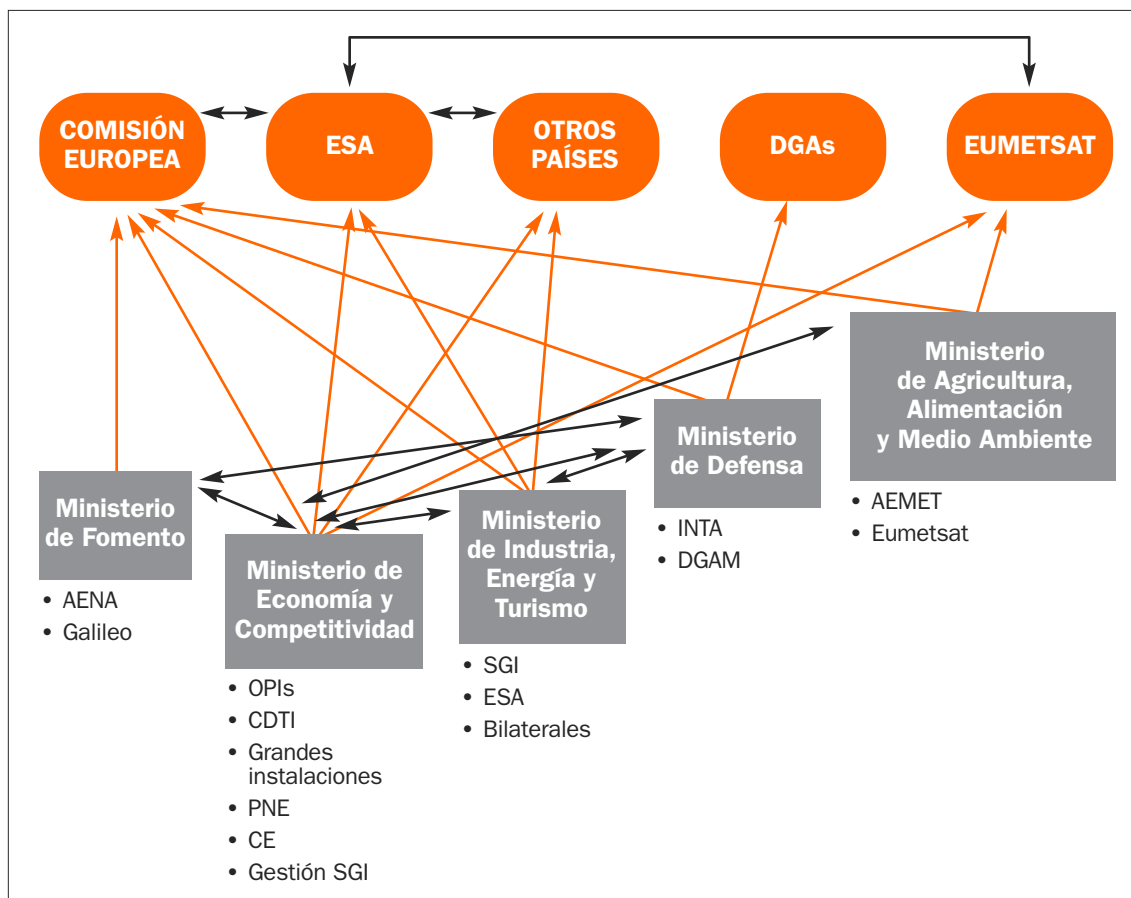 COMISIÓN
EUROPEA
ESA
OTROS
PAÍSES
DGAs
EUMETSAT
Ministerio
de Agricultura,
Alimentación
y Medio Ambiente
• AEMET
• Eumetsat
Ministerio
de Defensa
• INTA
• DGAM
Ministerio
de Fomento
• AENA
• Galileo
Ministerio de
Economía y
Competitividad
• OPIs
• CDTI
• Grandes
instalaciones
• PNE
• CE
• Gestión SGI
Ministerio
de Industria,
Energía y
Turismo
• SGI
• ESA
• Bilaterales